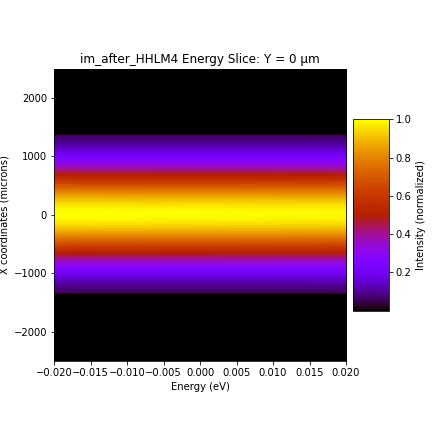 im_after_HHLM4 Energy Slice: Y = 0 μm
X coordinates (microns)
2000
1000
0
−1000
−2000
−0.020−0.015−0.010−0.005 0.000 0.005 0.010 0.015 0.020
Energy (eV)
1.0
0.8
0.6
0.4
0.2
Intensity (normalized)